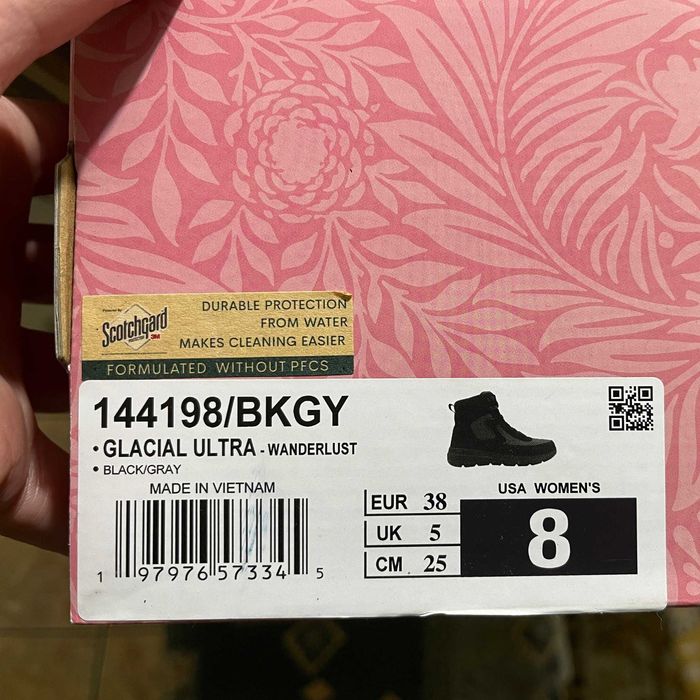 Scotchgard
3M
DURABLE PROTECTION
FROM WATER
MAKES CLEANING EASIER
FORMULATED WITHOUT PFCS
144198/BKGY
• GLACIAL ULTRA - WANDERLUST
• BLACK/GRAY
MADE IN VIETNAM
1 97976 57334 5
EUR 38
UK 5
CM 25
USA WOMEN'S
8